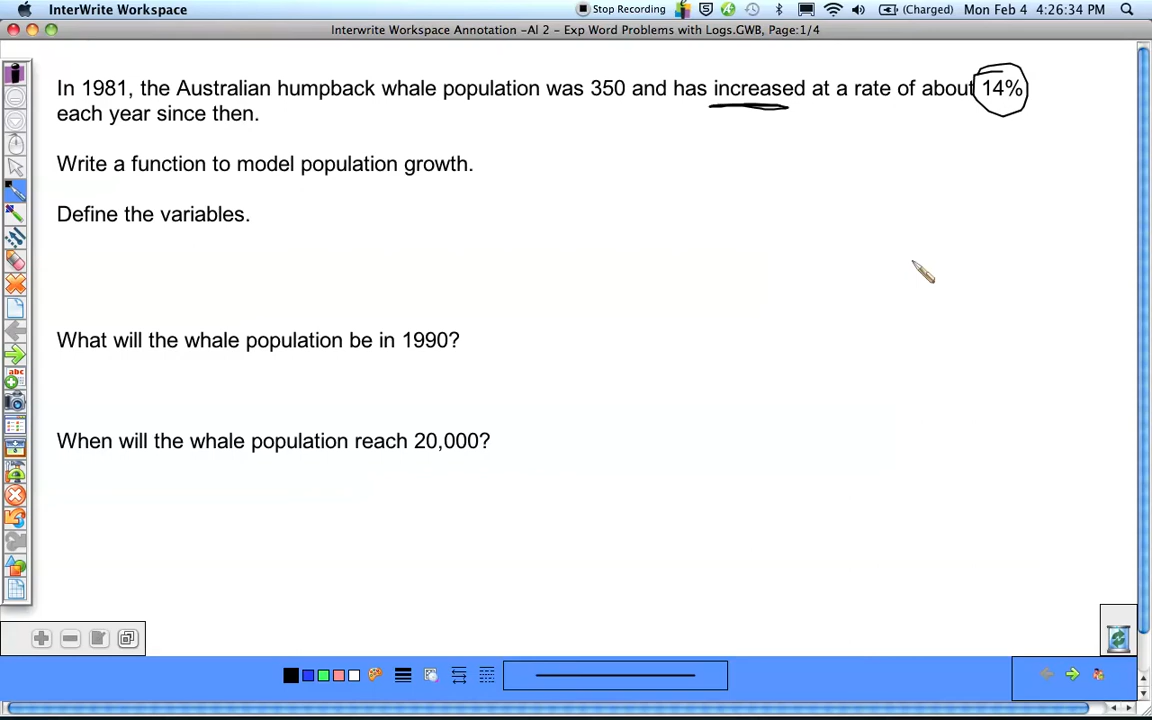 InterWrite Workspace
Stop Recording
(Charged)
Mon Feb 4 4:26:34 PM
InterWrite Workspace Annotation -Al 2 - Exp Word Problems with Logs.GWB, Page:1/4
In 1981, the Australian humpback whale population was 350 and has increased at a rate of about 14%
each year since then.
Write a function to model population growth.
Define the variables.
What will the whale population be in 1990?
When will the whale population reach 20,000?
abc